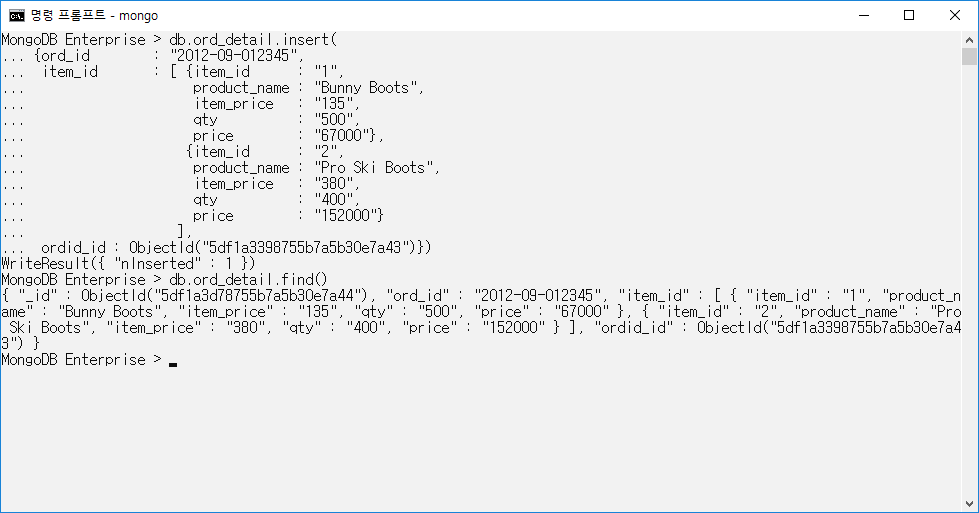 명령 프롬프트 - mongo
MongoDB Enterprise > db.ord_detail.insert(
... {ord_id        : "2012-09-012345",
...  item_id       : [ {item_id      : "1",
...                     product_name : "Bunny Boots",
...                     item_price   : "135",
...                     qty          : "500",
...                     price        : "67000"},
...                    {item_id      : "2",
...                     product_name : "Pro Ski Boots",
...                     item_price   : "380",
...                     qty          : "400",
...                     price        : "152000"}
...                   ],
...  ordid_id : ObjectId("5df1a3398755b7a5b30e7a43")})
WriteResult({ "nInserted" : 1 })
MongoDB Enterprise > db.ord_detail.find()
{ "_id" : ObjectId("5df1a3d78755b7a5b30e7a44"), "ord_id" : "2012-09-012345", "item_id" : [ { "item_id" : "1", "product_n
ame" : "Bunny Boots", "item_price" : "135", "qty" : "500", "price" : "67000" }, { "item_id" : "2", "product_name" : "Pro
 Ski Boots", "item_price" : "380", "qty" : "400", "price" : "152000" } ], "ordid_id" : ObjectId("5df1a3398755b7a5b30e7a4
3") }
MongoDB Enterprise >